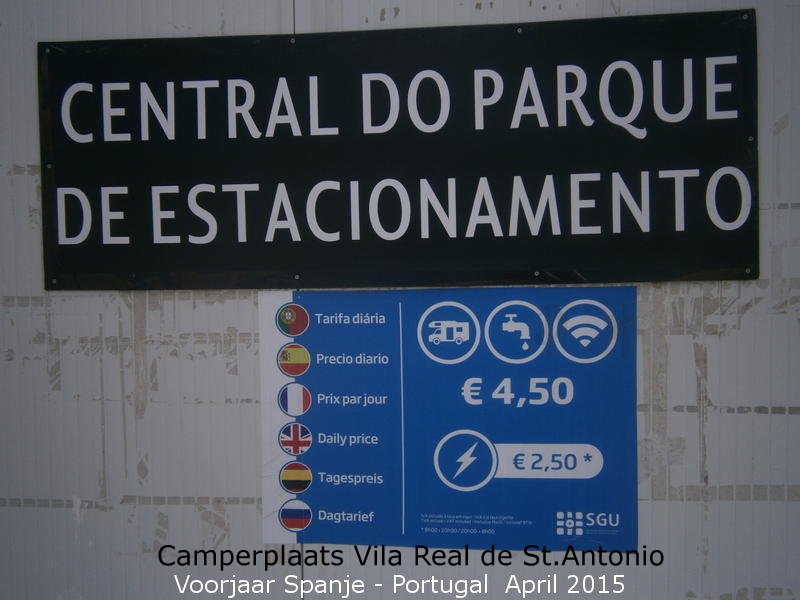 CENTRAL DO PARQUE
DE ESTACIONAMENTO
Tarifa diária
Precio diario
Prix par jour
Daily price
Tagespreis
Dagtarief
€ 4,50
€ 2,50 *
SGU
Camperplaats Vila Real de St.Antonio
Voorjaar Spanje - Portugal April 2015